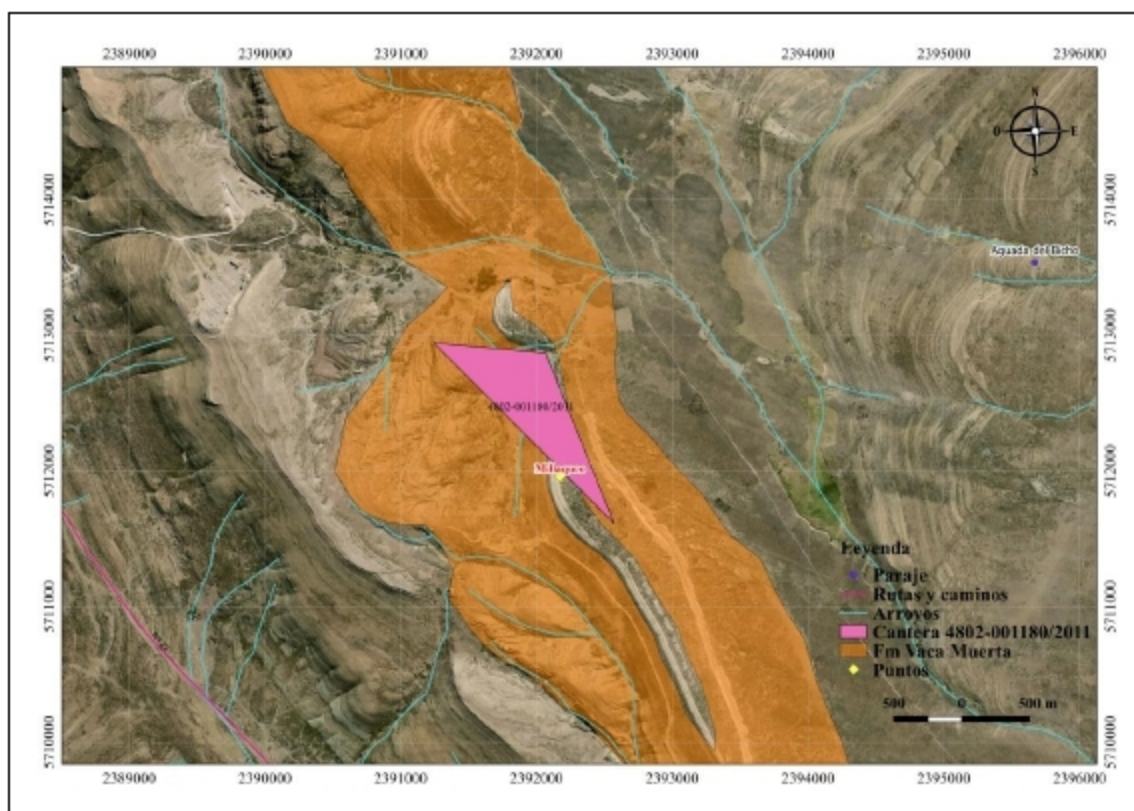 2389000 2390000 2391000 2392000 2393000 2394000 2395000 2396000
N
O E
S
5714000 5714000
Aguada del Bicho
5713000 5713000
4802-001180/2011
5712000 5712000
Leyenda
Paraje
Rutas y caminos
5711000 5711000
Arroyos
Cantera 4802-001180/2011
Fm Vaca Muerta
Puntos
500 0 500 m
5710000 5710000
2389000 2390000 2391000 2392000 2393000 2394000 2395000 2396000